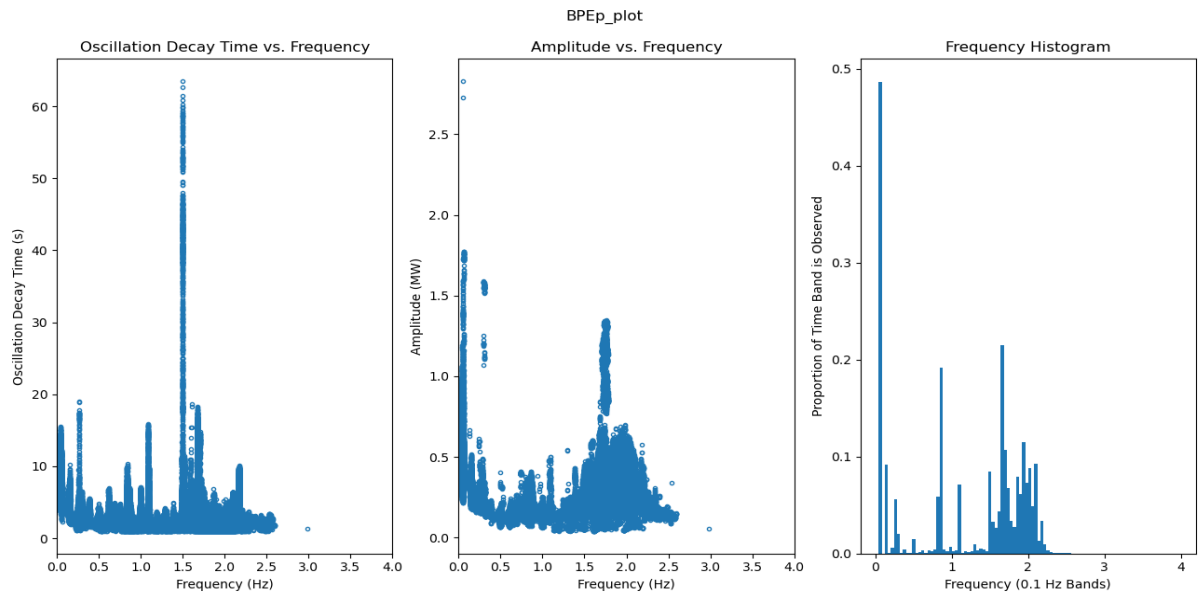 BPEp_plot
Oscillation Decay Time vs. Frequency
Oscillation Decay Time (s)
60
50
40
30
20
10
0
0.0 0.5 1.0 1.5 2.0 2.5 3.0 3.5 4.0
Frequency (Hz)
Amplitude vs. Frequency
Amplitude (MW)
2.5
2.0
1.5
1.0
0.5
0.0
0.0 0.5 1.0 1.5 2.0 2.5 3.0 3.5 4.0
Frequency (Hz)
Frequency Histogram
Proportion of Time Band is Observed
0.5
0.4
0.3
0.2
0.1
0.0
0 1 2 3 4
Frequency (0.1 Hz Bands)